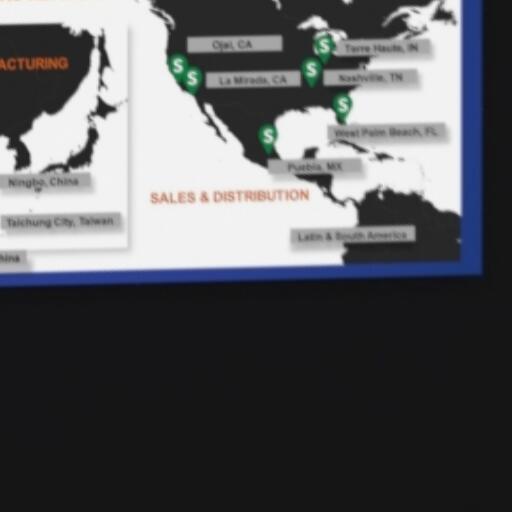 ACTURING
Ningbo, China
Taichung City, Taiwan
hina
Ojai, CA
La Mirada, CA
Terre Haute, IN
Nashville, TN
West Palm Beach, FL
Puebla, MX
SALES & DISTRIBUTION
Latin & South America
S
S
S
S
S
S